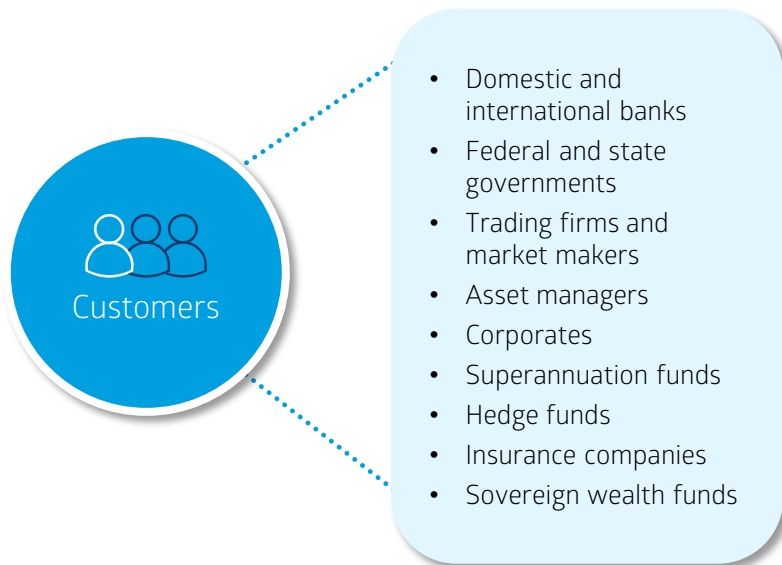 Customers
• Domestic and
international banks
• Federal and state
governments
• Trading firms and
market makers
• Asset managers
• Corporates
• Superannuation funds
• Hedge funds
• Insurance companies
• Sovereign wealth funds